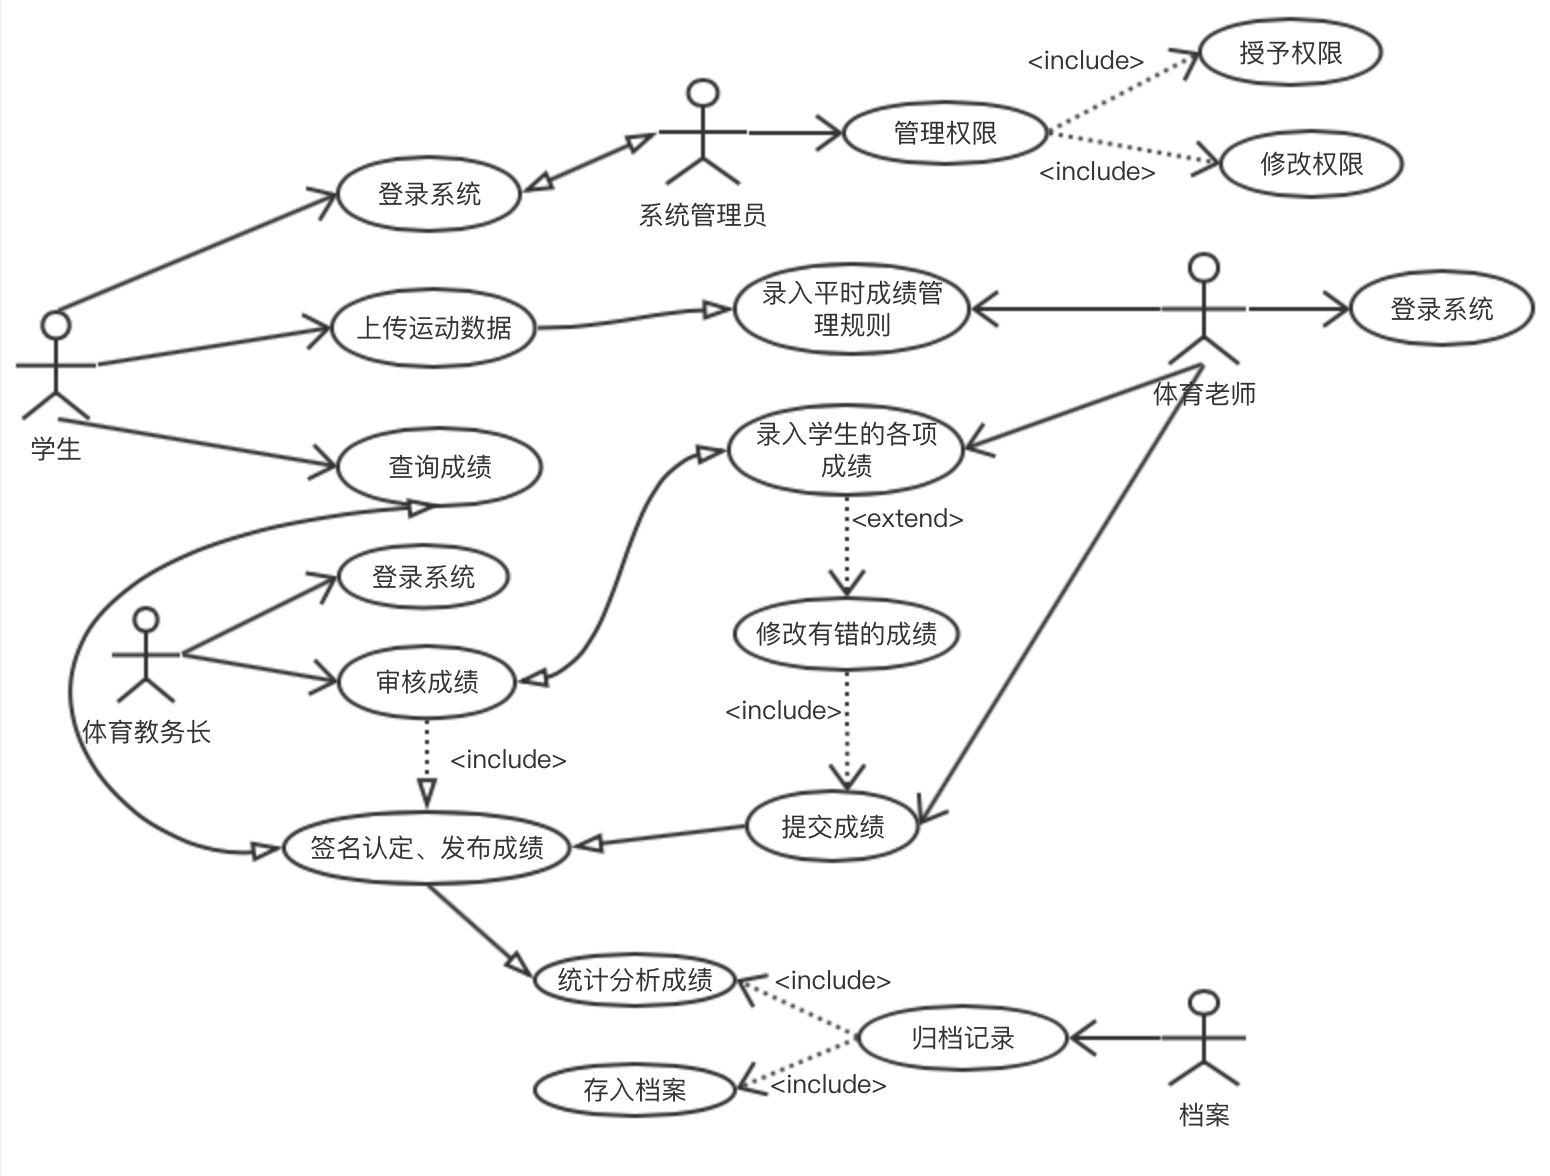 授予权限
<include>
管理权限
<include>
修改权限
登录系统
系统管理员
上传运动数据
录入平时成绩管
理规则
登录系统
体育老师
学生
查询成绩
录入学生的各项
成绩
<extend>
登录系统
修改有错的成绩
审核成绩
体育教务长
<include>
<include>
签名认定、发布成绩
提交成绩
统计分析成绩
<include>
归档记录
<include>
存入档案
档案